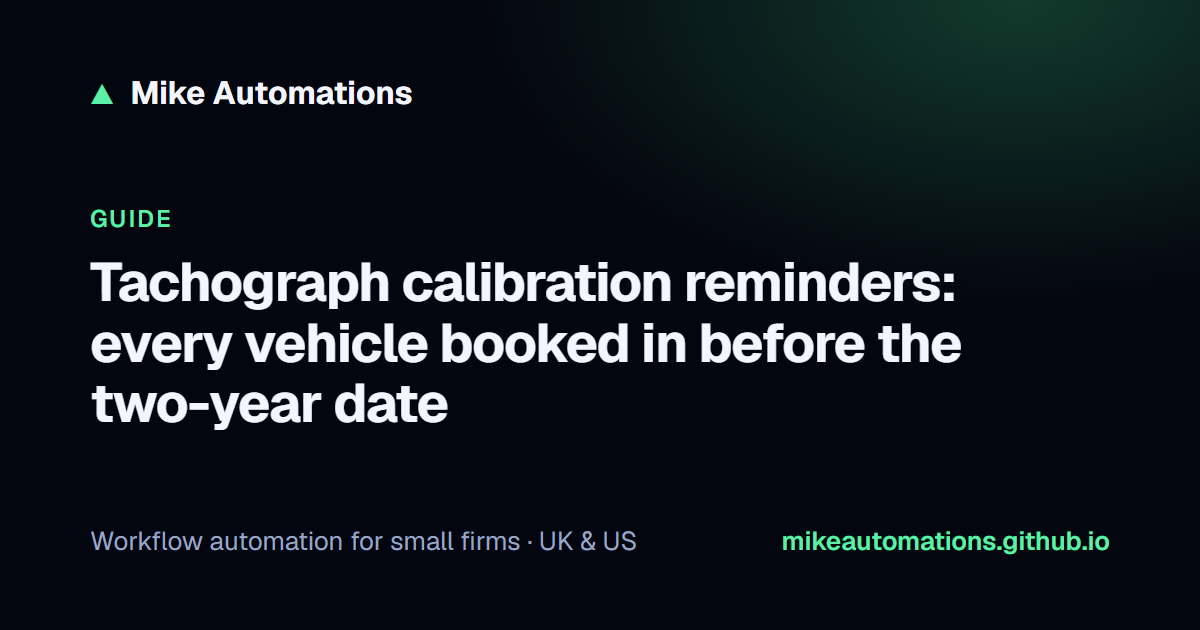 Mike Automations
GUIDE
Tachograph calibration reminders:
every vehicle booked in before the
two-year date
Workflow automation for small firms · UK & US
mikeautomations.github.io